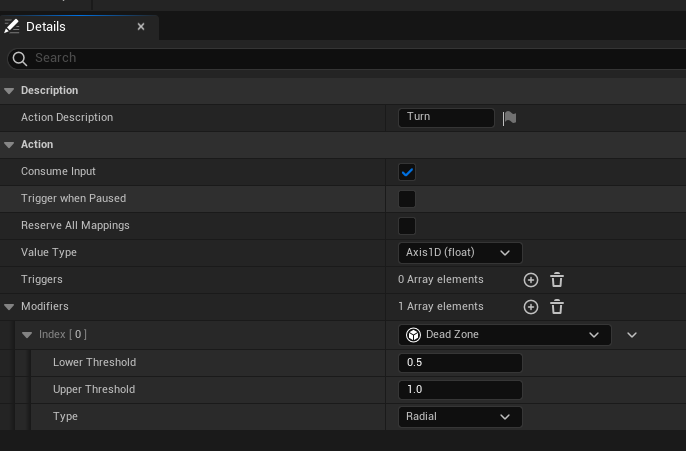 Details
Search
Description
Action Description Turn
Action
Consume Input
Trigger when Paused
Reserve All Mappings
Value Type Axis1D (float)
Triggers 0 Array elements
Modifiers 1 Array elements
Index [ 0 ] Dead Zone
Lower Threshold 0.5
Upper Threshold 1.0
Type Radial